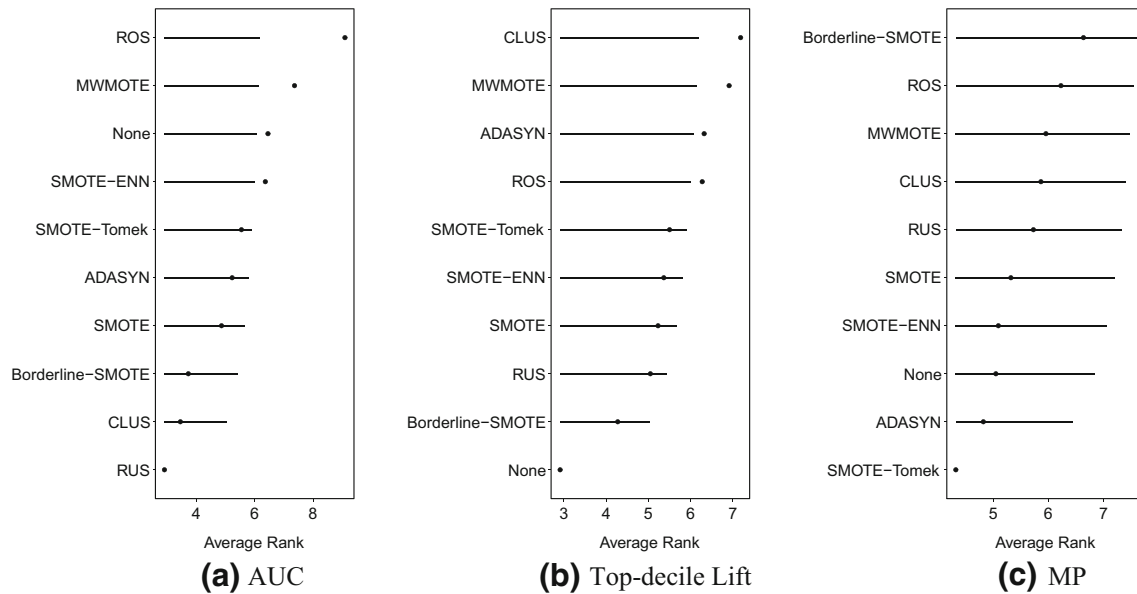 ROS
MWMOTE
None
SMOTE−ENN
SMOTE−Tomek
ADASYN
SMOTE
Borderline−SMOTE
CLUS
RUS
4 6 8
Average Rank
(a) AUC
CLUS
MWMOTE
ADASYN
ROS
SMOTE−Tomek
SMOTE−ENN
SMOTE
RUS
Borderline−SMOTE
None
3 4 5 6 7
Average Rank
(b) Top-decile Lift
Borderline−SMOTE
ROS
MWMOTE
CLUS
RUS
SMOTE
SMOTE−ENN
None
ADASYN
SMOTE−Tomek
5 6 7
Average Rank
(c) MP